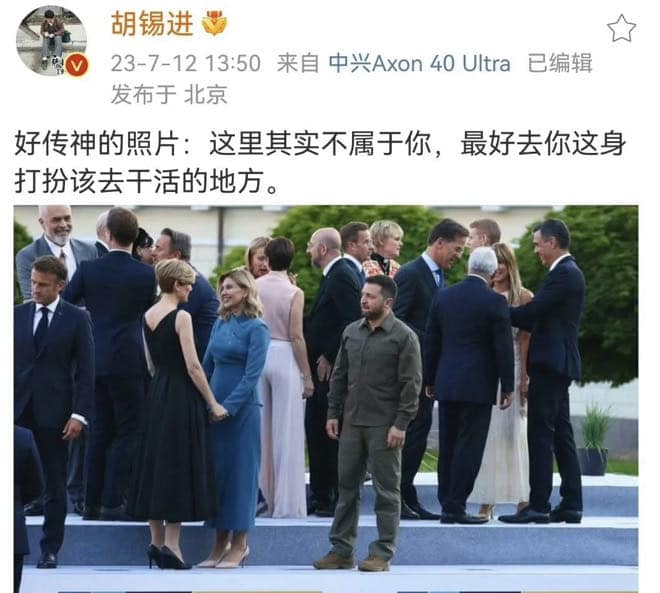 胡锡进
23-7-12 13:50 来自 中兴Axon 40 Ultra 已编辑
发布于 北京
好传神的照片：这里其实不属于你，最好去你这身
打扮该去干活的地方。